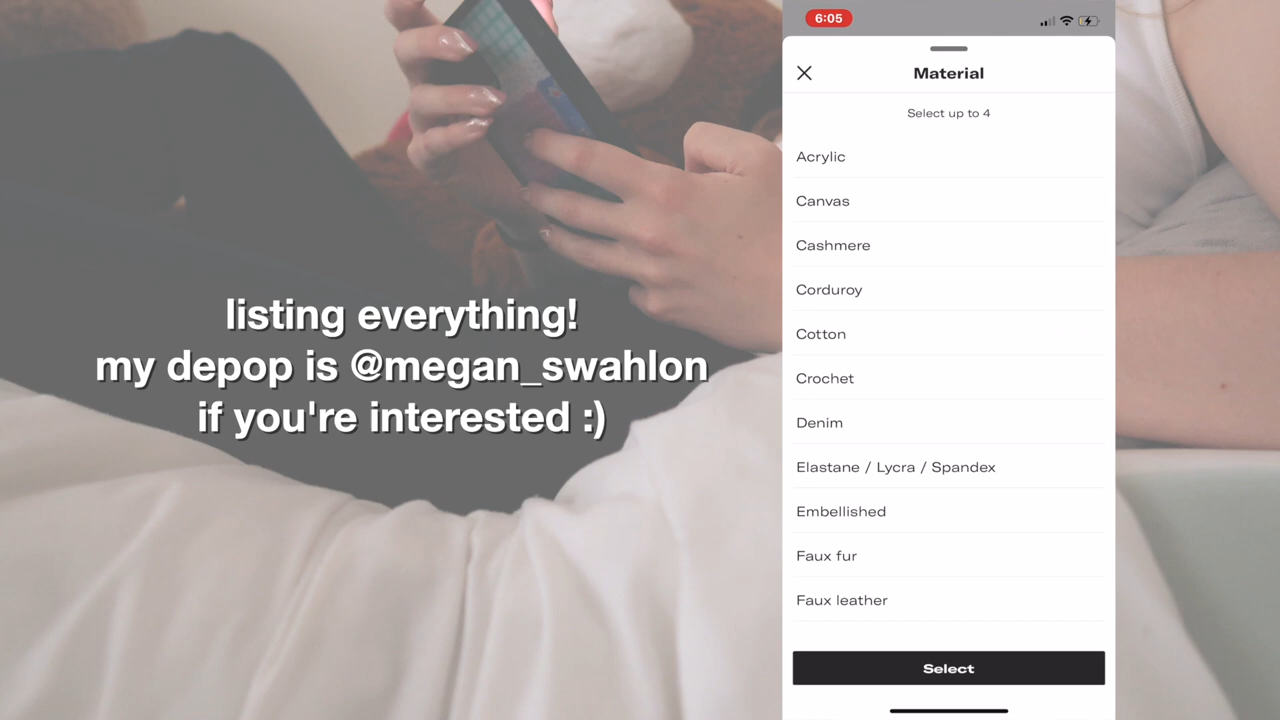 listing everything!
my depop is @megan_swahlon
if you're interested :)
6:05
Material
Select up to 4
Acrylic
Canvas
Cashmere
Corduroy
Cotton
Crochet
Denim
Elastane / Lycra / Spandex
Embellished
Faux fur
Faux leather
Select